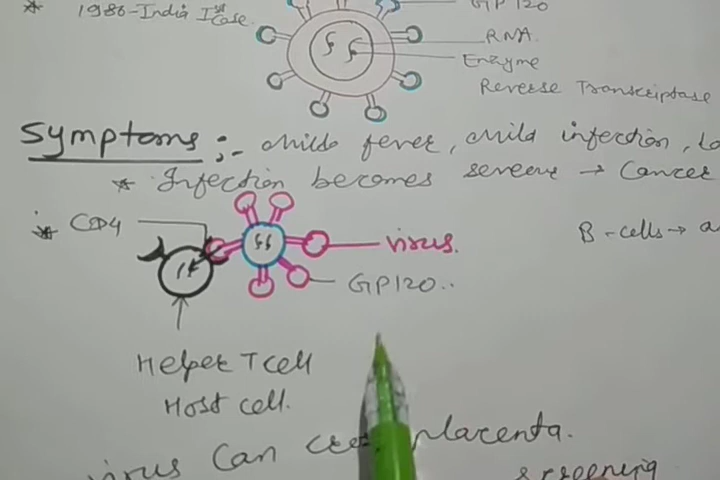 * 1986-India Ist case.
GP120
RNA.
Enzyme
Reverse Transcriptase
Symptoms :- Mild fever, Mild infection,
* Infection becomes severe → Cancer
* CD4
virus.
B-cells →
GP120..
Helper T cell
Host cell.
virus can placenta.
screening